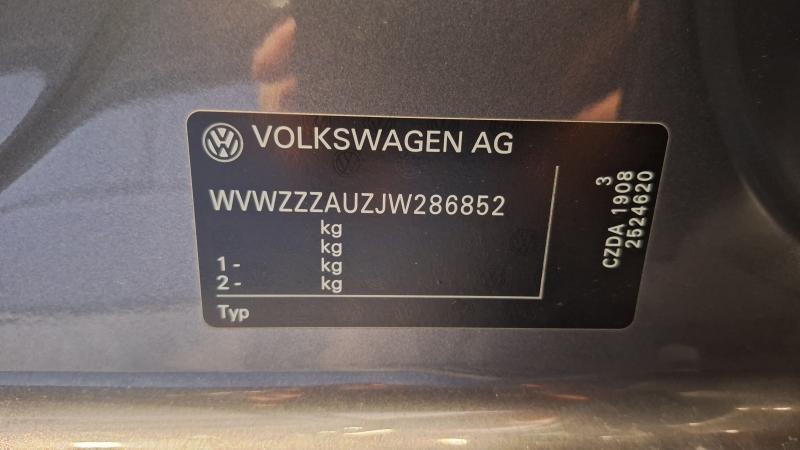 VOLKSWAGEN AG
WVWZZZAUZJW286852
kg
kg
1 - kg
2 - kg
Typ
3
CZDA 1908
2524620